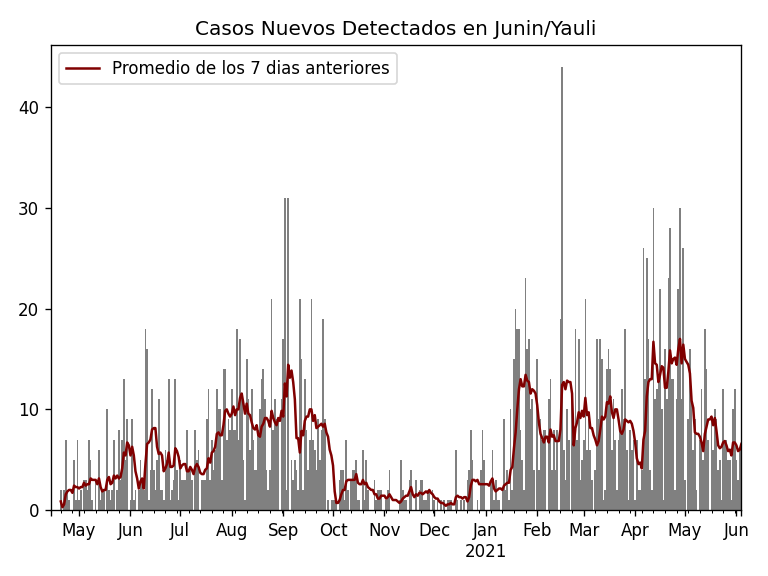 Casos Nuevos Detectados en Junin/Yauli
Promedio de los 7 dias anteriores
40
30
20
10
0
May Jun Jul Aug Sep Oct Nov Dec Jan Feb Mar Apr May Jun
2021